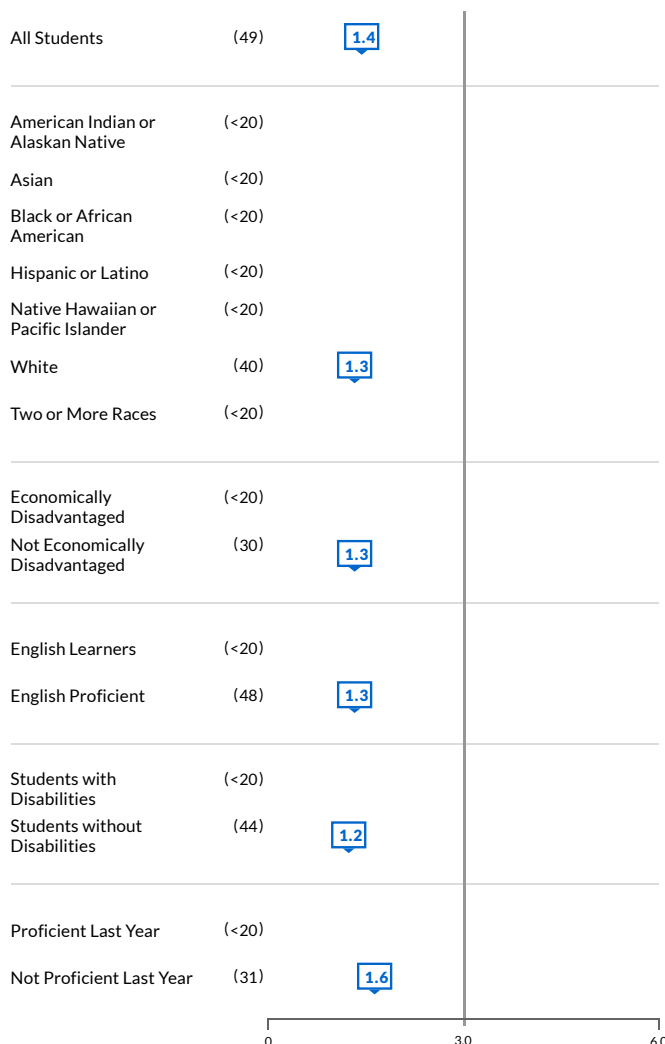 All Students (49) 1.4
American Indian or (<20)
Alaskan Native
Asian (<20)
Black or African (<20)
American
Hispanic or Latino (<20)
Native Hawaiian or (<20)
Pacific Islander
White (40) 1.3
Two or More Races (<20)
Economically (<20)
Disadvantaged
Not Economically (30) 1.3
Disadvantaged
English Learners (<20)
English Proficient (48) 1.3
Students with (<20)
Disabilities
Students without (44) 1.2
Disabilities
Proficient Last Year (<20)
Not Proficient Last Year (31) 1.6
0 3.0 6.0